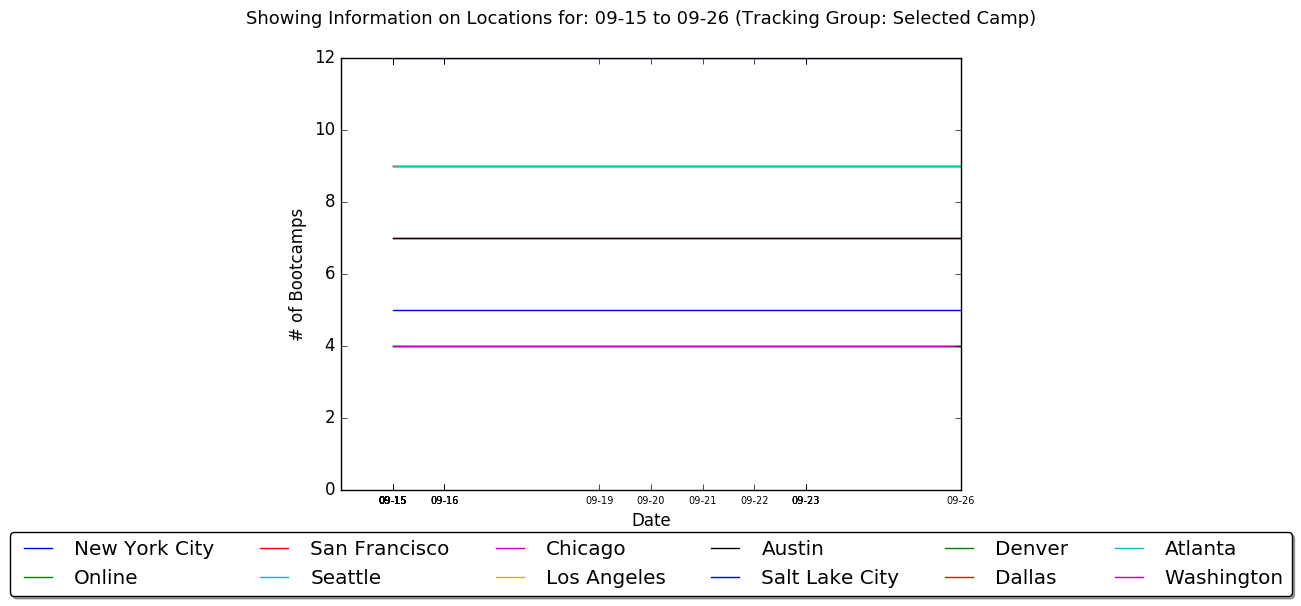 Showing Information on Locations for: 09-15 to 09-26 (Tracking Group: Selected Camp)
12
10
8
6
4
2
0
# of Bootcamps
09-15 09-16 09-19 09-20 09-21 09-22 09-23 09-26
Date
New York City San Francisco Chicago Austin Denver Atlanta
Online Seattle Los Angeles Salt Lake City Dallas Washington